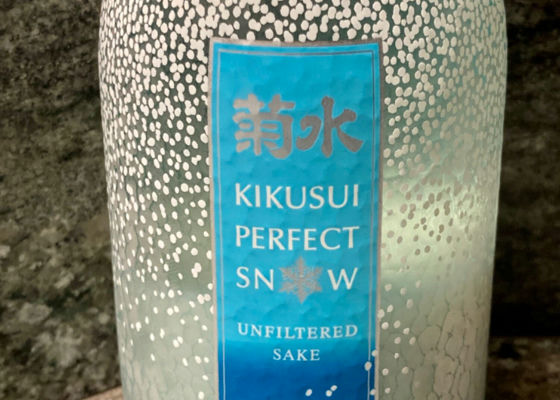 菊水
KIKUSUI
PERFECT
SNOW
UNFILTERED
SAKE